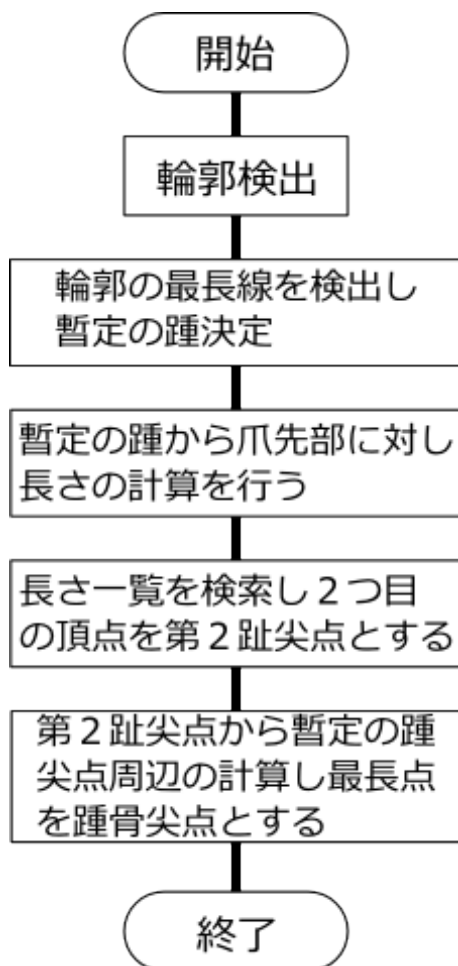 開始
輪郭検出
輪郭の最長線を検出し
暫定の踵決定
暫定の踵から爪先部に対し
長さの計算を行う
長さ一覧を検索し２つ目
の頂点を第２趾尖点とする
第２趾尖点から暫定の踵
尖点周辺の計算し最長点
を踵骨尖点とする
終了